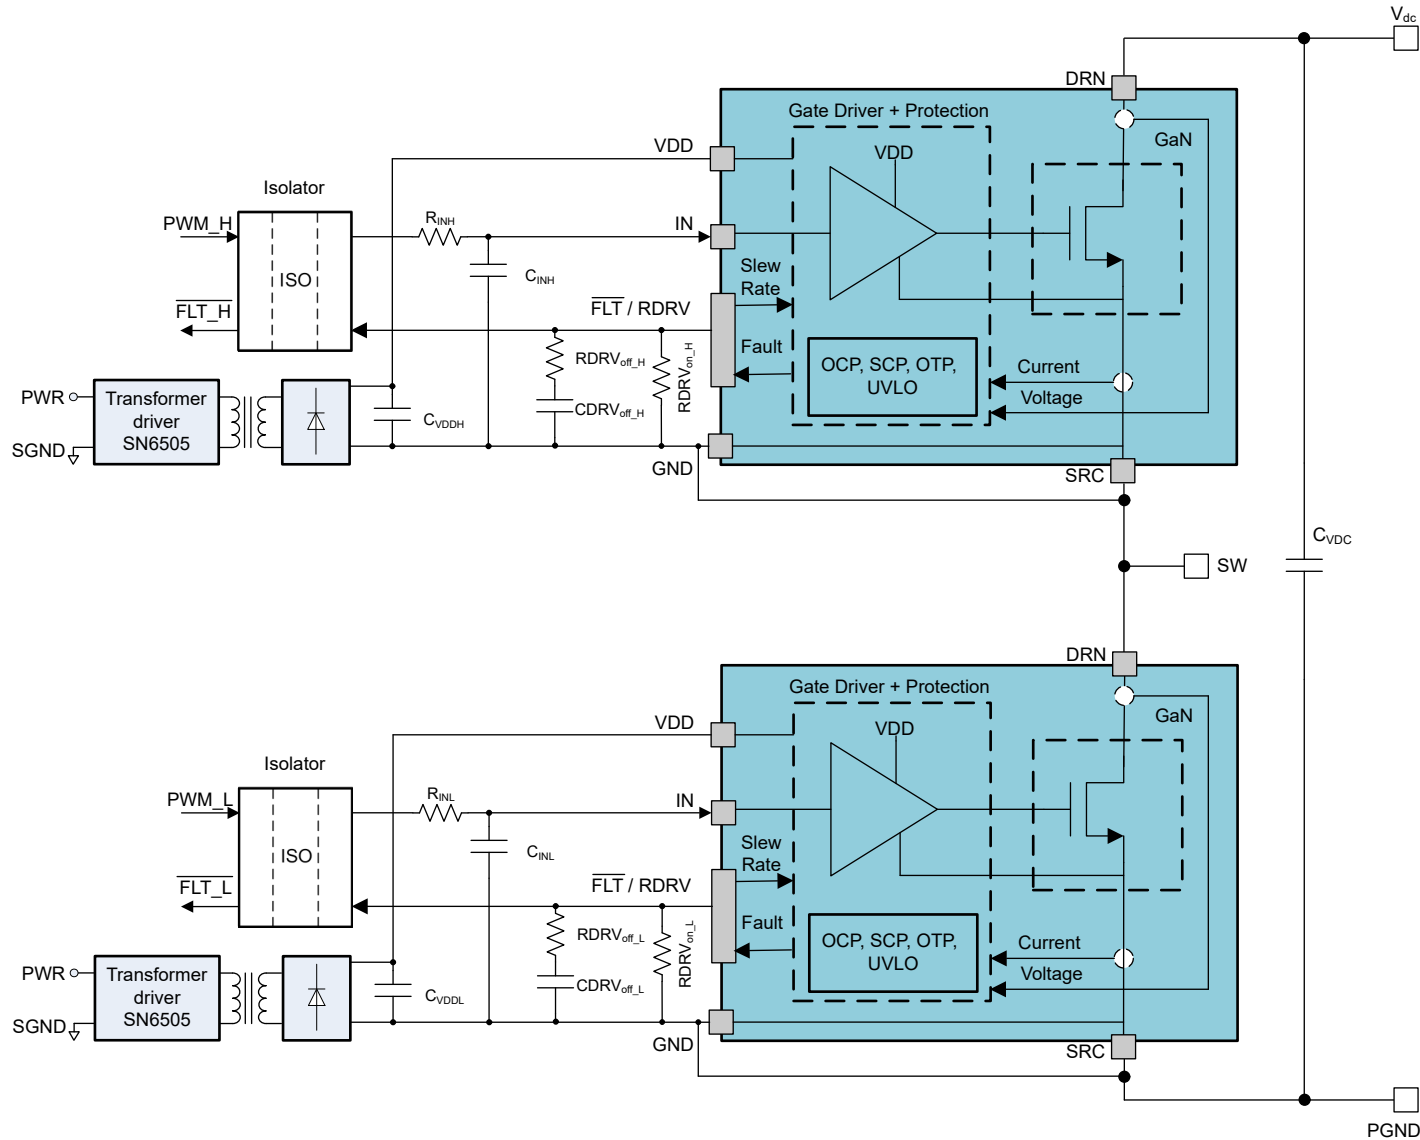 Vdc
DRN
Gate Driver + Protection
GaN
VDD
VDD
Isolator
PWM_H
RINH
IN
ISO
CINH
Slew
Rate
FLT_H
FLT / RDRV
RDRVoff_H
RDRVon_H
Fault
OCP, SCP, OTP,
UVLO
Current
Voltage
CDRVoff_H
PWR
Transformer
driver
SN6505
CVDDH
SGND
GND
SRC
CVDC
SW
DRN
Gate Driver + Protection
GaN
VDD
VDD
Isolator
PWM_L
RINL
IN
ISO
CINL
Slew
Rate
FLT_L
FLT / RDRV
RDRVoff_L
RDRVon_L
Fault
OCP, SCP, OTP,
UVLO
Current
Voltage
CDRVoff_L
PWR
Transformer
driver
SN6505
CVDDL
SGND
GND
SRC
PGND